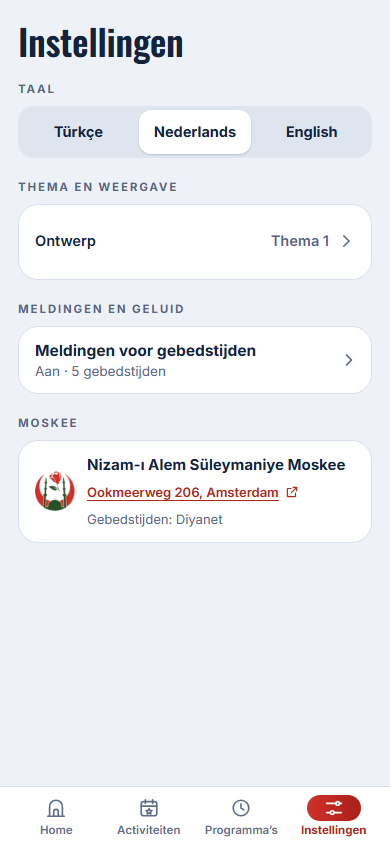 Instellingen
TAAL
Türkçe Nederlands English
THEMA EN WEERGAVE
Ontwerp Thema 1
MELDINGEN EN GELUID
Meldingen voor gebedstijden
Aan · 5 gebedstijden
MOSKEE
Nizam-ı Alem Süleymaniye Moskee
Ookmeerweg 206, Amsterdam
Gebedstijden: Diyanet
Home Activiteiten Programma's Instellingen